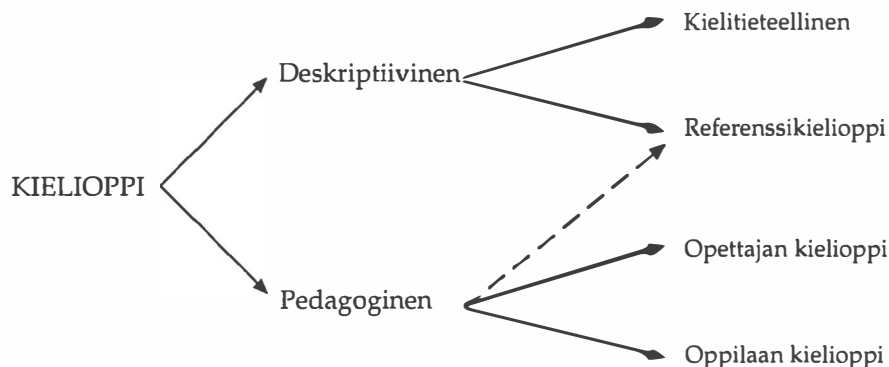 Kielitieteellinen
Deskriptiivinen
Referenssikielioppi
KIELIOPPI
Opettajan kielioppi
Pedagoginen
Oppilaan kielioppi